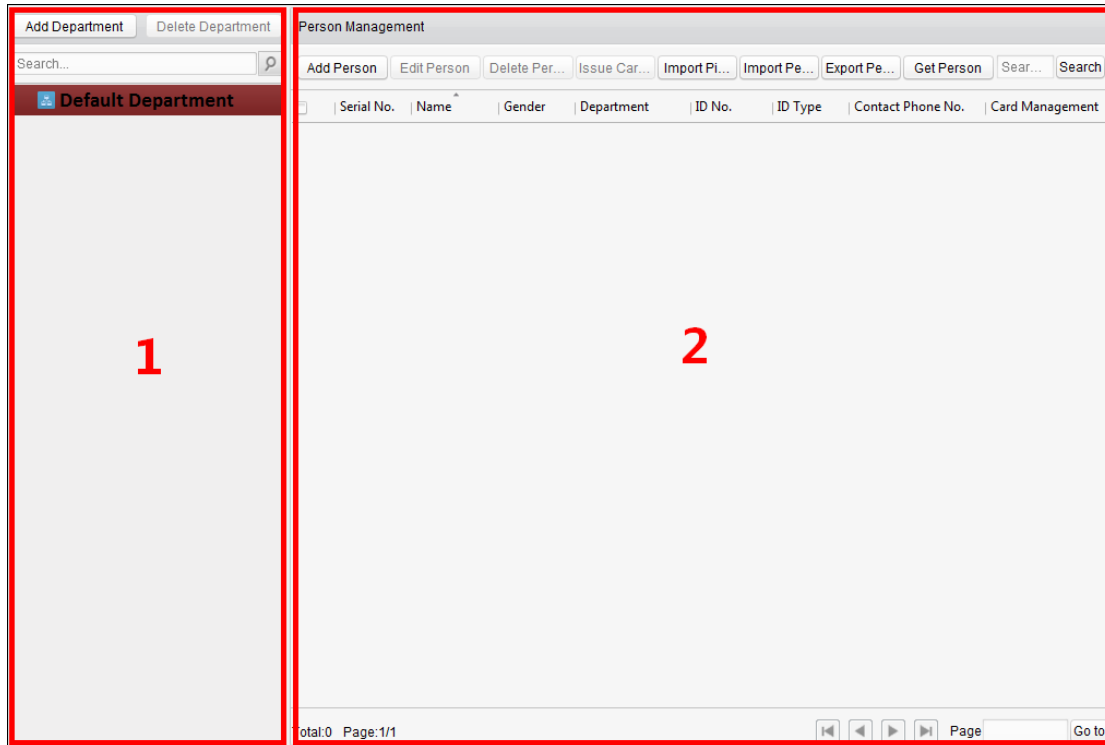 Add Department Delete Department
Search...
Default Department
1
Person Management
Add Person Edit Person Delete Per... Issue Car... Import Pi... Import Pe... Export Pe... Get Person Sear... Search
Serial No. Name Gender Department ID No. ID Type Contact Phone No. Card Management
2
Total:0 Page:1/1 Page Go to